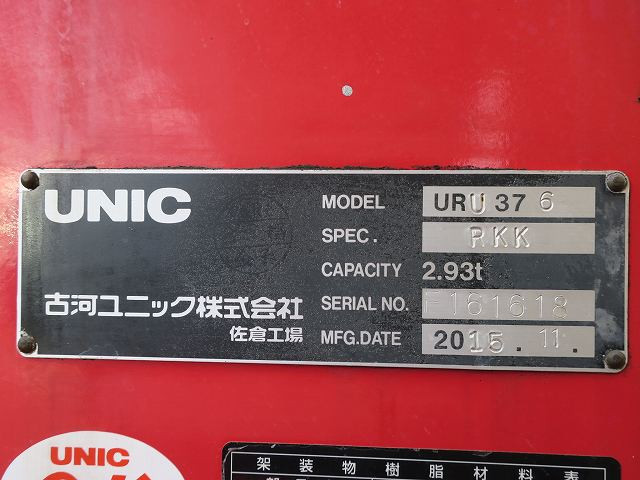 UNIC
MODEL URU 37 6
SPEC. RKK
CAPACITY 2.93t
古河ユニック株式会社
SERIAL NO. 161618
佐倉工場
MFG.DATE 2015.11.
UNIC
架装物樹脂材料表